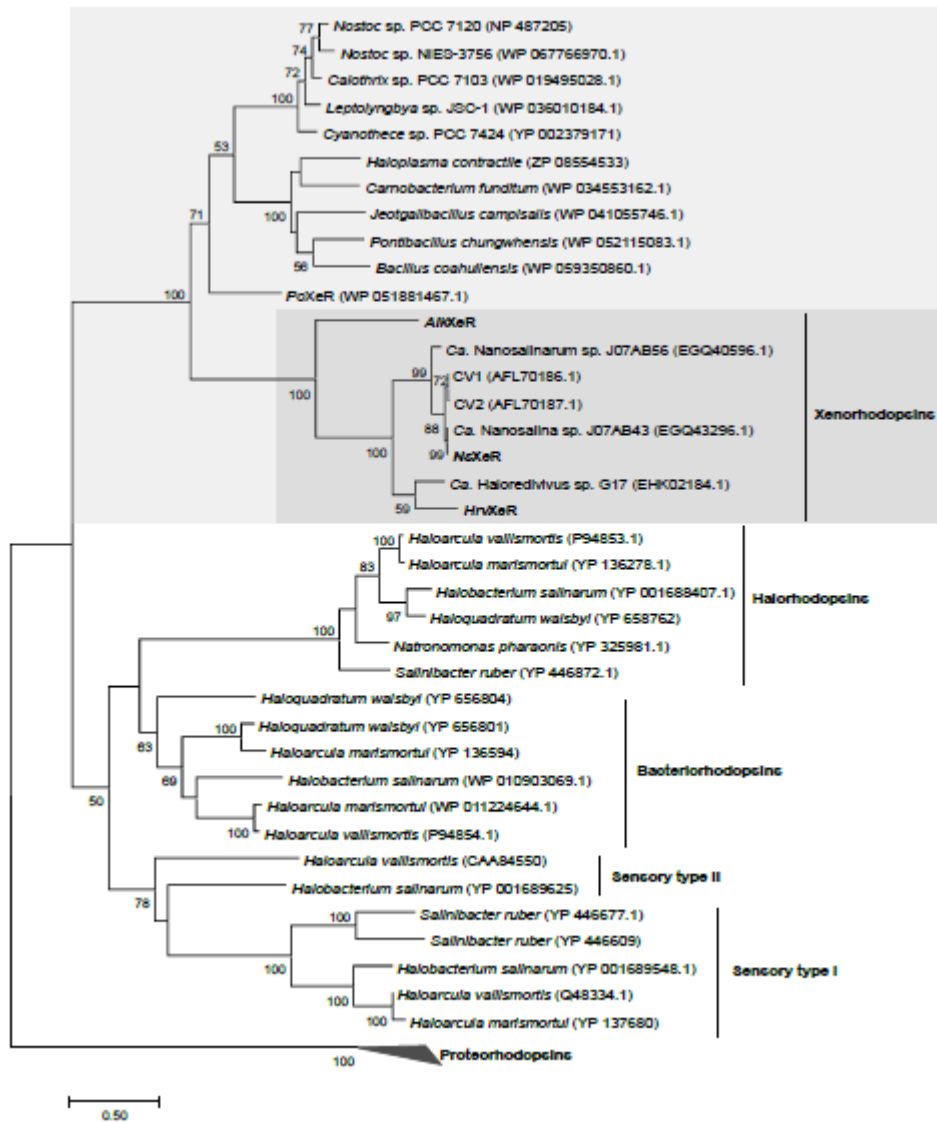 77
Nostoc sp. PCC 7120 (NP 487205)
74
Nostoc sp. NIES-3756 (WP 067766970.1)
72
Calothrix sp. PCC 7103 (WP 019495028.1)
100
Leptolyngbya sp. JSC-1 (WP 036010184.1)
Cyanothece sp. PCC 7424 (YP 002379171)
53
Haloplasma contractile (ZP 08554533)
Carnobacterium funditum (WP 034553162.1)
100
Jeotgalibacillus campisalis (WP 041055746.1)
71
Pontibacillus chungwhensis (WP 052115083.1)
56
Bacillus coahuilensis (WP 059350860.1)
100
PoXeR (WP 051881467.1)
AlkXeR
Ca. Nanosalinarum sp. J07AB56 (EGQ40596.1)
99
72
CV1 (AFL70186.1)
100
CV2 (AFL70187.1)
Xenorhodopsins
88
Ca. Nanosalina sp. J07AB43 (EGQ43296.1)
100
99
NsXeR
Ca. Haloredivivus sp. G17 (EHK02184.1)
59
HrvXeR
100
Haloarcula vallismortis (P94853.1)
83
Haloarcula marismortui (YP 136278.1)
Halobacterium salinarum (YP 001688407.1)
Halorhodopsins
97
Haloquadratum walsbyi (YP 658762)
100
Natronomonas pharaonis (YP 325981.1)
Salinibacter ruber (YP 446872.1)
Haloquadratum walsbyi (YP 656804)
100
Haloquadratum walsbyi (YP 656801)
63
Haloarcula marismortui (YP 136594)
Bacteriorhodopsins
69
Halobacterium salinarum (WP 010903069.1)
50
Haloarcula marismortui (WP 011224644.1)
100
Haloarcula vallismortis (P94854.1)
Haloarcula vallismortis (CAA84550)
Sensory type II
78
Halobacterium salinarum (YP 001689625)
100
Salinibacter ruber (YP 446677.1)
Salinibacter ruber (YP 446609)
100
Halobacterium salinarum (YP 001689548.1)
Sensory type I
100
Haloarcula vallismortis (Q48334.1)
100
Haloarcula marismortui (YP 137680)
100
Proteorhodopsins
0.50